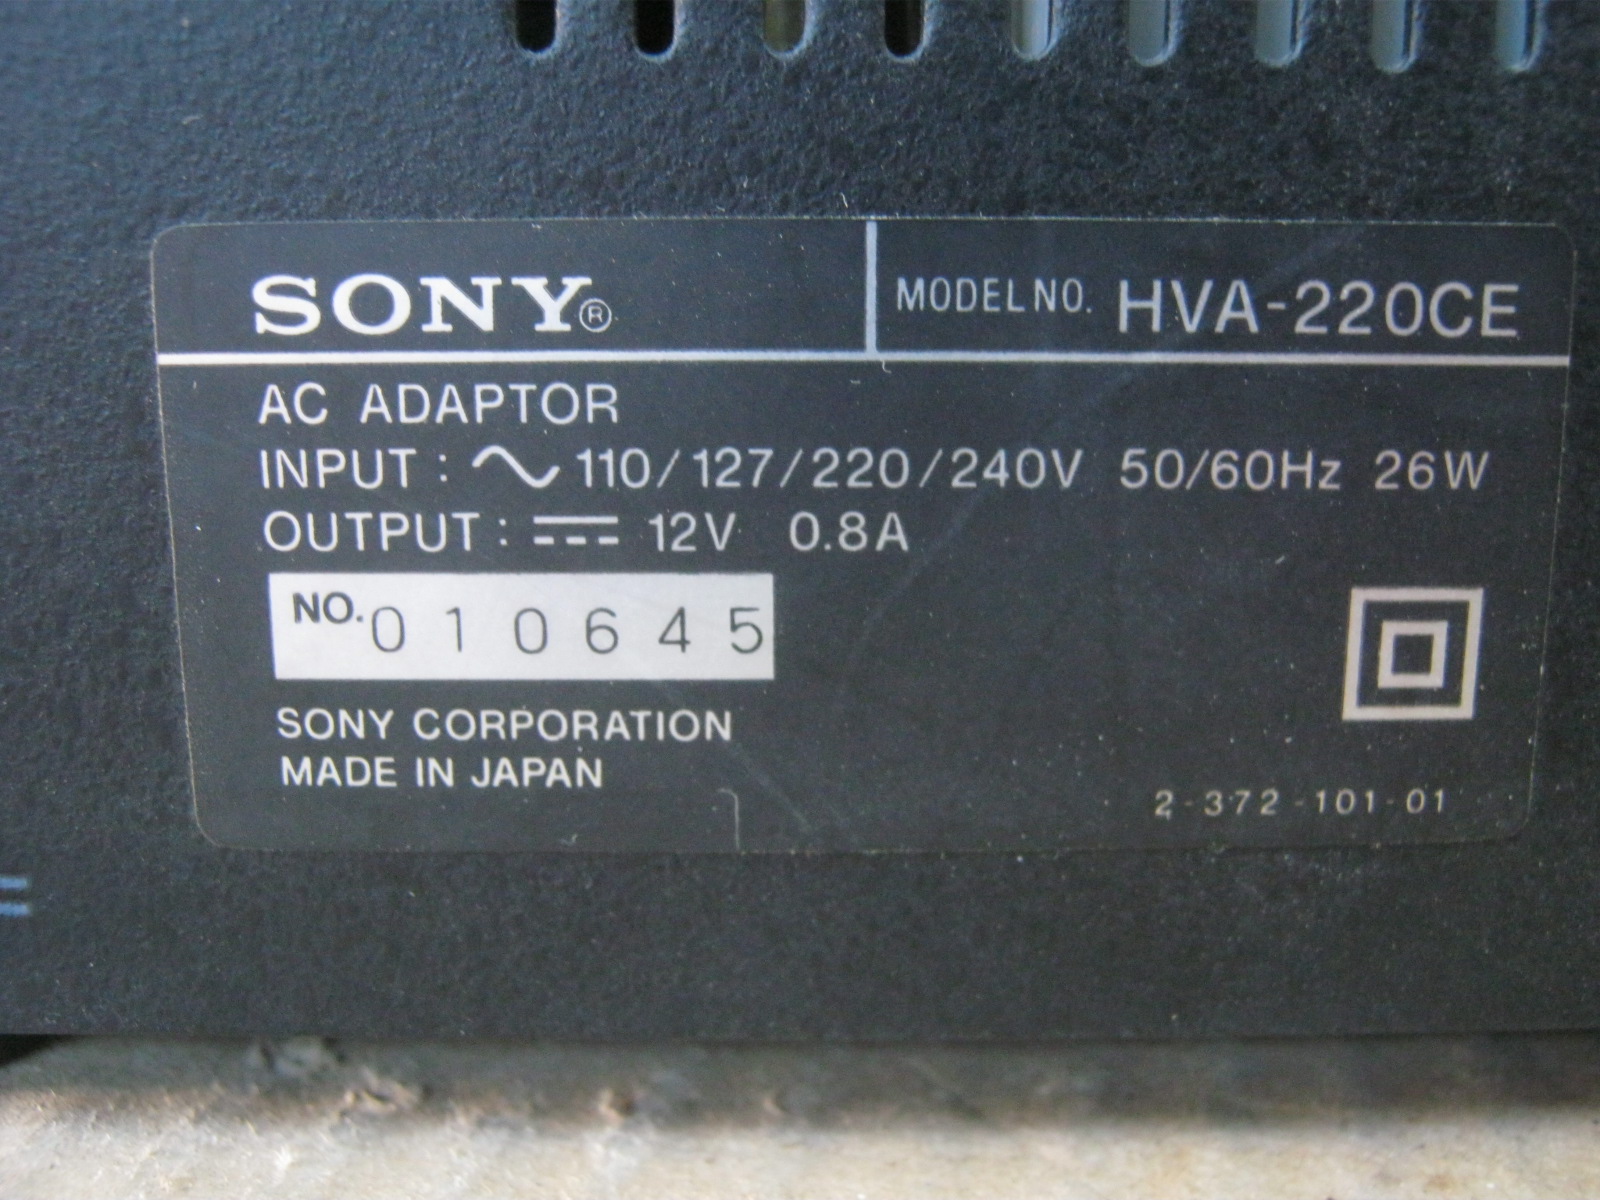 SONY®
MODEL NO. HVA-220CE
AC ADAPTOR
INPUT : ∿ 110/127/220/240V 50/60Hz 26W
OUTPUT : ⎓ 12V 0.8A
NO. 010645
SONY CORPORATION
MADE IN JAPAN
2-372-101-01